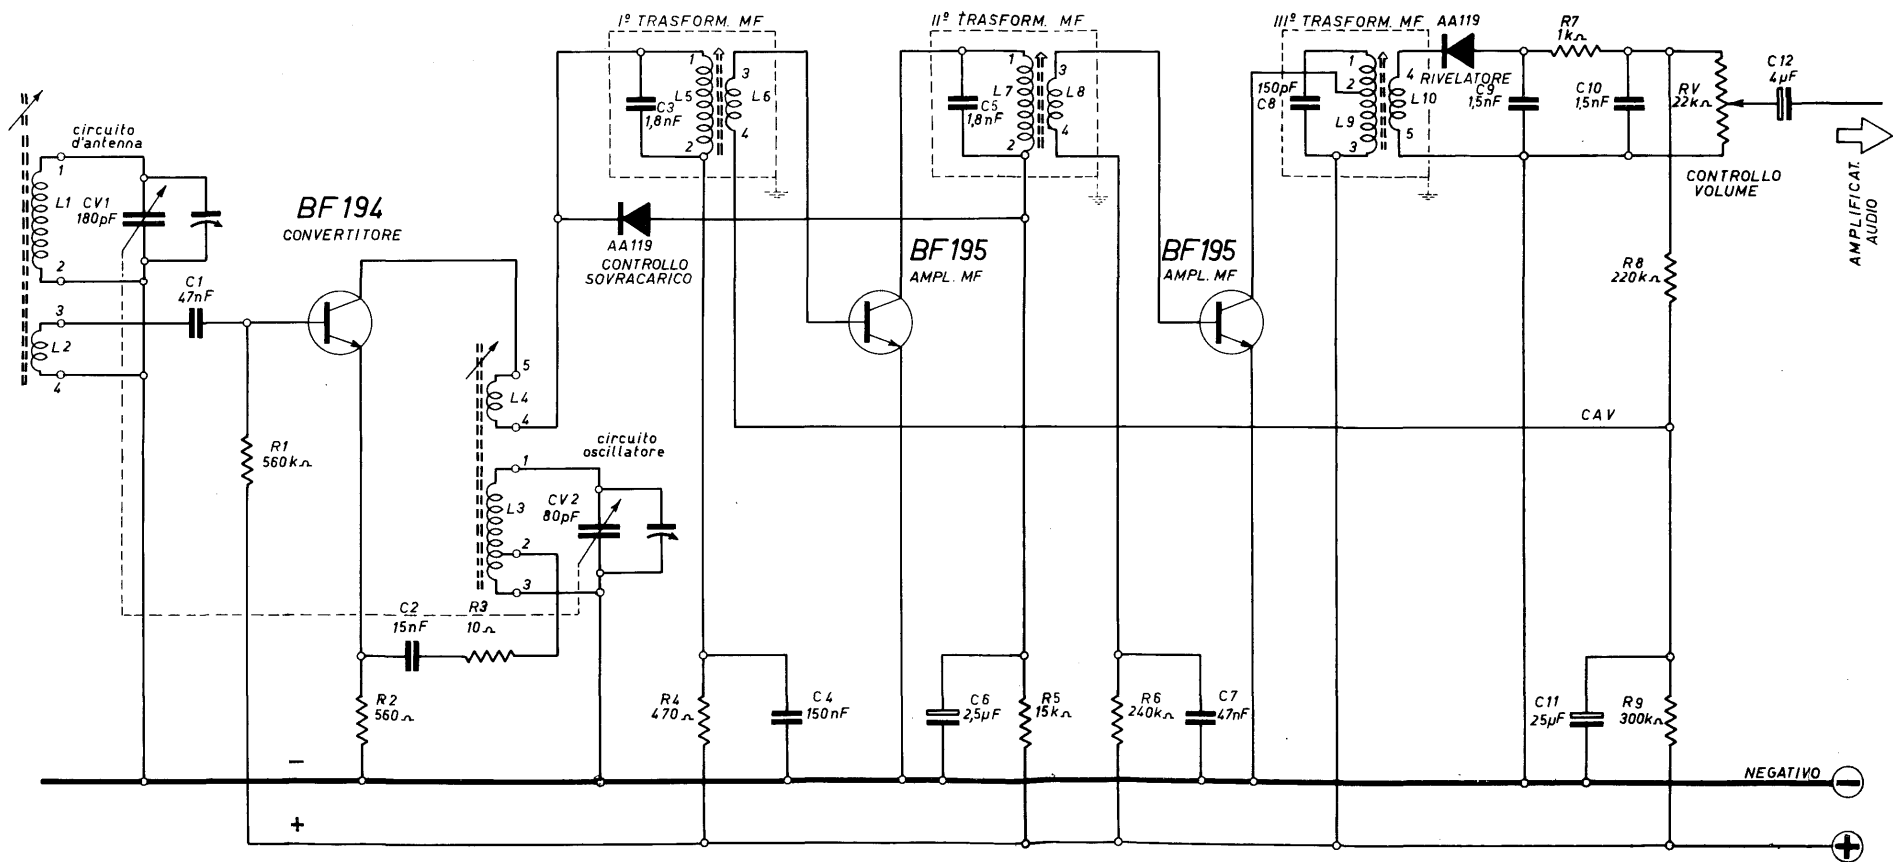 Iº TRASFORM. MF
IIº TRASFORM. MF
IIIº TRASFORM. MF
AA119
RIVELATORE
R7
1kΩ
C12
4µF
1
2
L5
C3
1,8nF
3
L6
4
1
2
L7
C5
1,8nF
3
L8
4
150pF
C8
1
2
L9
3
4
L10
5
C9
1,5nF
C10
1,5nF
RV
22kΩ
CONTROLLO
VOLUME
AMPLIFICAT.
AUDIO
circuito
d'antenna
1
L1
CV1
180pF
2
3
L2
4
C1
47nF
BF194
CONVERTITORE
AA119
CONTROLLO
SOVRACARICO
BF195
AMPL. MF
BF195
AMPL. MF
R8
220kΩ
5
L4
4
CAV
R1
560kΩ
circuito
oscillatore
1
L3
2
3
CV2
80pF
C2
15nF
R3
10Ω
R2
560Ω
R4
470Ω
C4
150nF
C6
2,5µF
R5
15kΩ
R6
240kΩ
C7
47nF
C11
25µF
R9
300kΩ
−
NEGATIVO
−
+
+